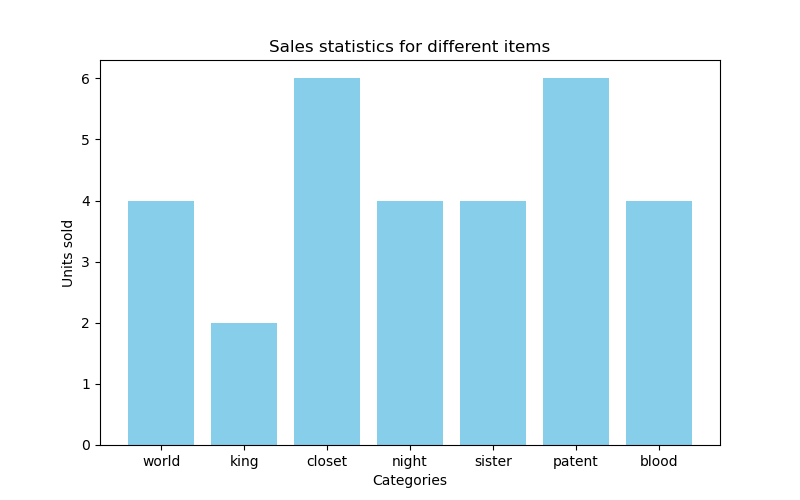 Sales statistics for different items
6
5
4
3
2
1
0
Units sold
world king closet night sister patent blood
Categories